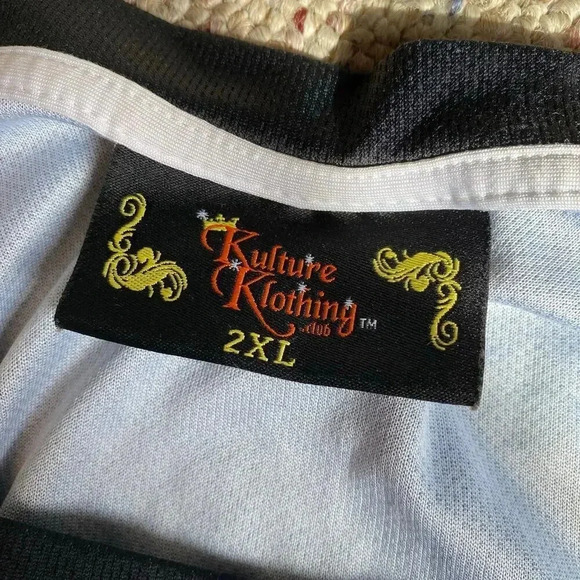 Kulture
Klothing
.club ™
2XL